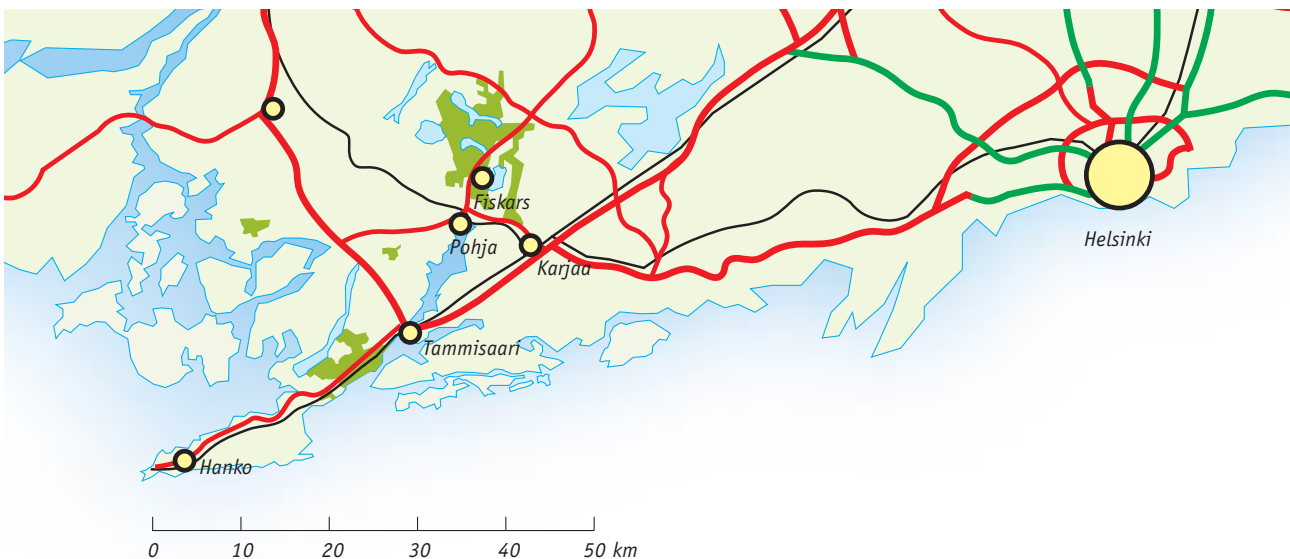 Fiskars
Pohja
Helsinki
Karjaa
Tammisaari
Hanko
0 10 20 30 40 50 km